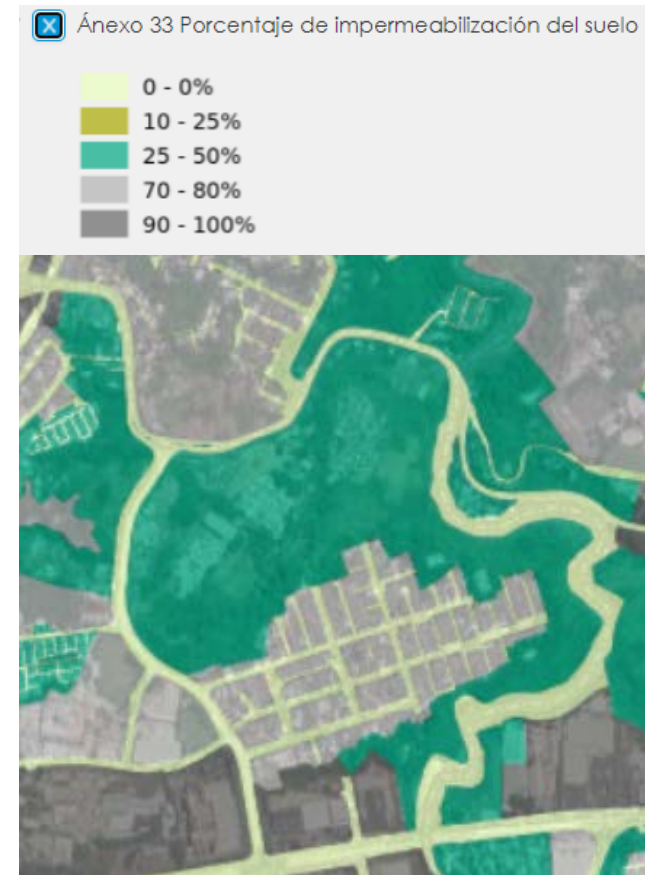 Ánexo 33 Porcentaje de impermeabilización del suelo
0 - 0%
10 - 25%
25 - 50%
70 - 80%
90 - 100%